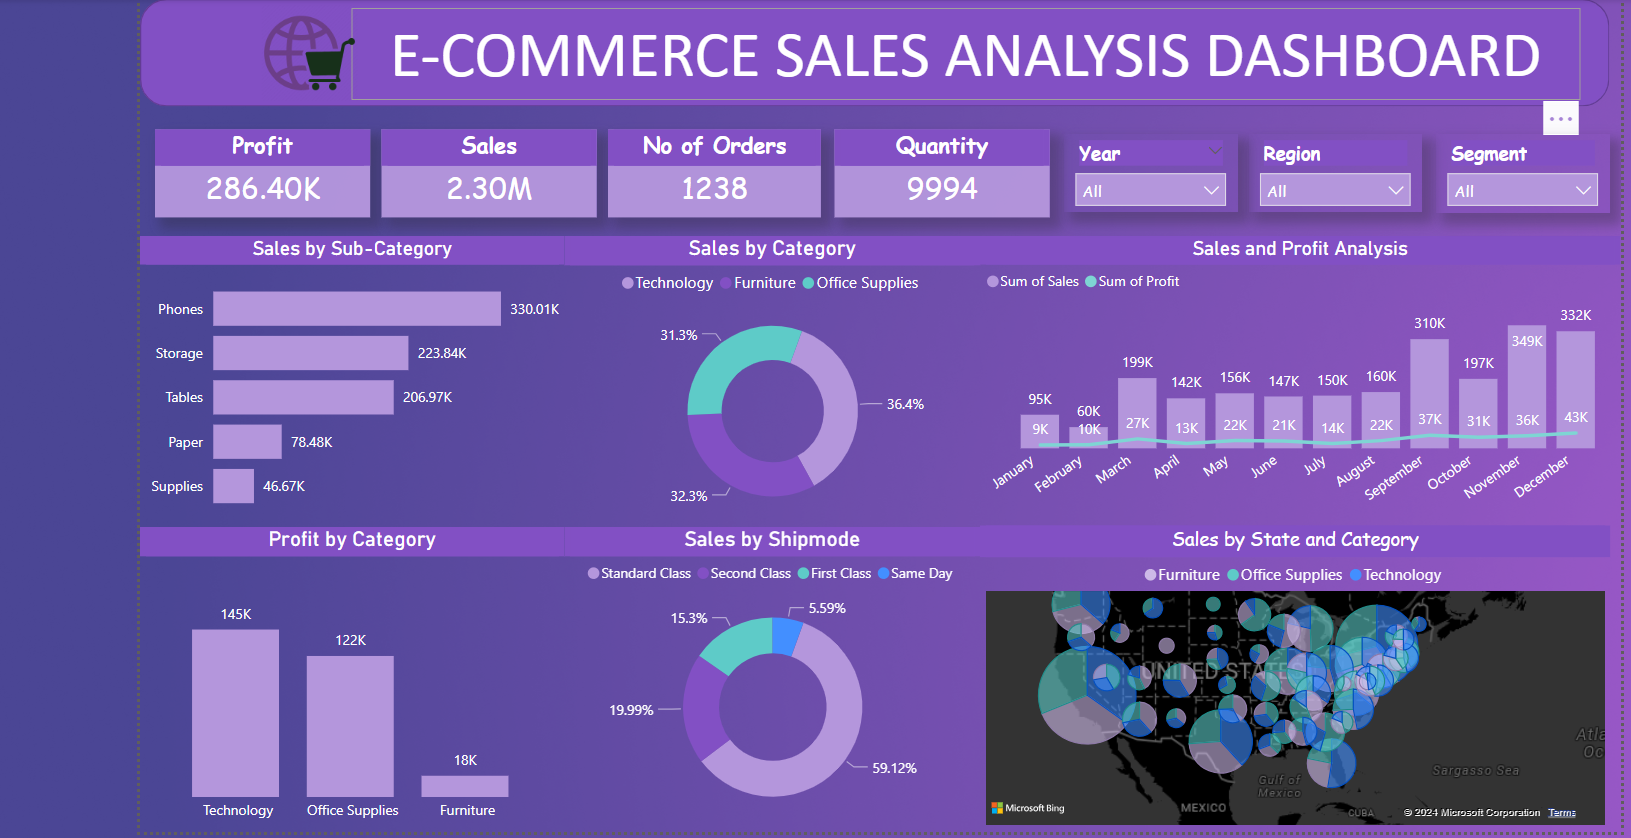 E-COMMERCE SALES ANALYSIS DASHBOARD
Profit
286.40K
Sales
2.30M
No of Orders
1238
Quantity
9994
Year
All
Region
All
Segment
All
Sales by Sub-Category
Phones 330.01K
Storage 223.84K
Tables 206.97K
Paper 78.48K
Supplies 46.67K
Sales by Category
Technology Furniture Office Supplies
31.3%
36.4%
32.3%
Sales and Profit Analysis
Sum of Sales Sum of Profit
95K 60K 199K 142K 156K 147K 150K 160K 310K 197K 349K 332K
9K 10K 27K 13K 22K 21K 14K 22K 37K 31K 36K 43K
January February March April May June July August September October November December
Profit by Category
145K
122K
18K
Technology Office Supplies Furniture
Sales by Shipmode
Standard Class Second Class First Class Same Day
5.59%
15.3%
19.99%
59.12%
Sales by State and Category
Furniture Office Supplies Technology
UNITED STATES
Atla
Oc
Sargasso Sea
Gulf of
Mexico
MEXICO
CUBA
Microsoft Bing
© 2024 Microsoft Corporation Terms